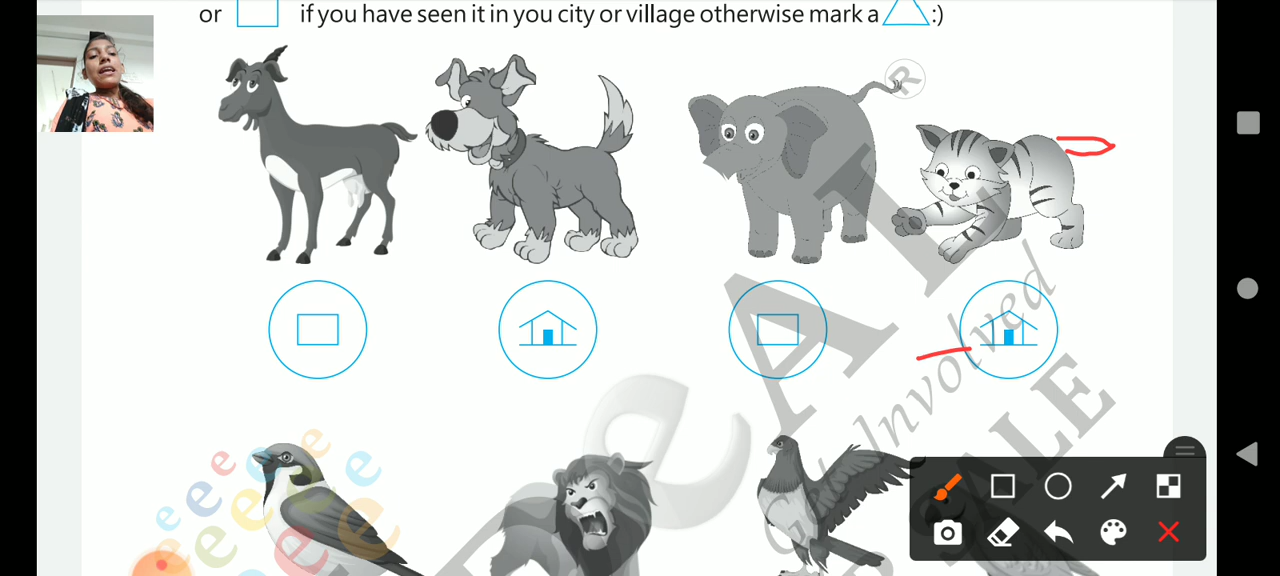 or if you have seen it in you city or village otherwise mark a :)
R
Get Involved